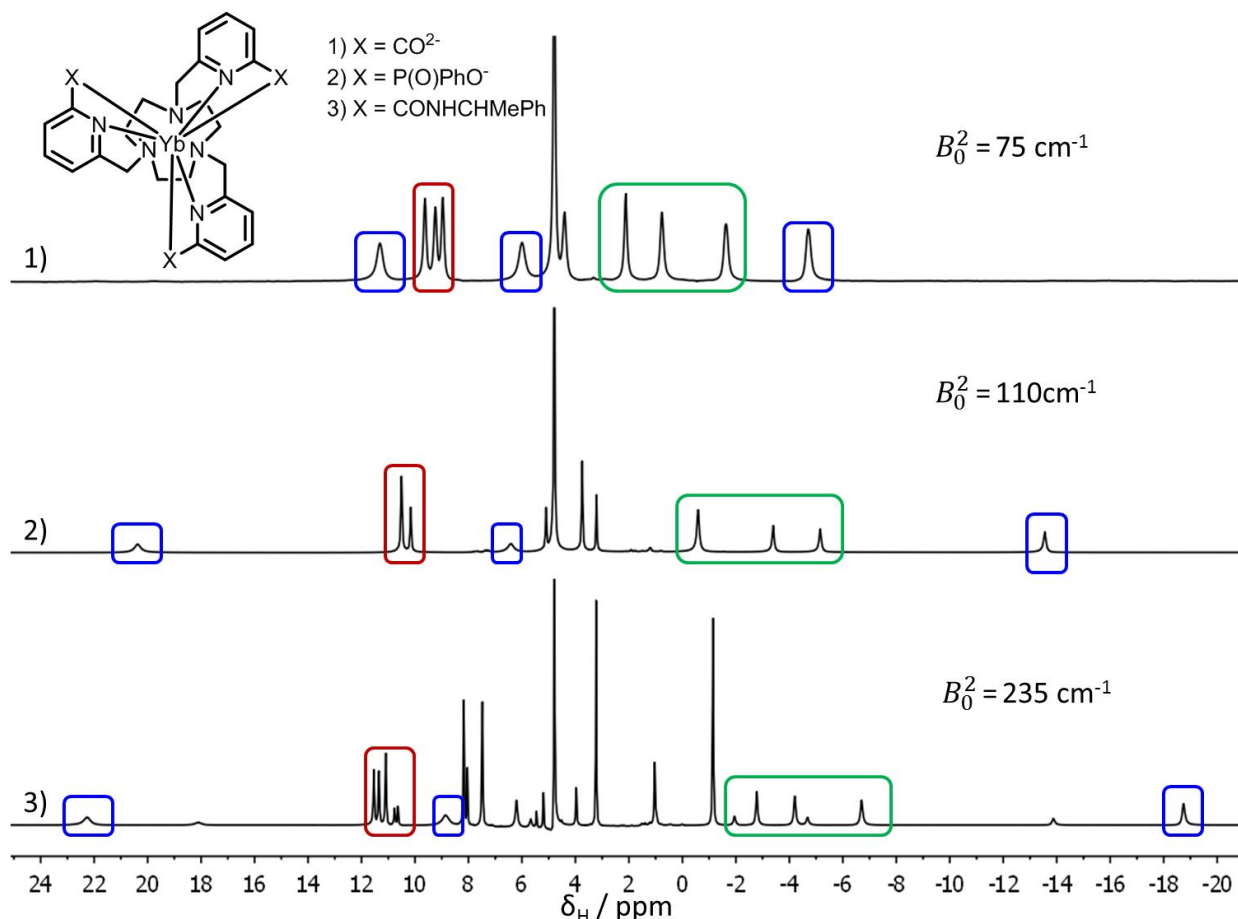 1) X = CO²⁻
2) X = P(O)PhO⁻
3) X = CONHCHMePh
X
X
N
N
N
Yb
N
N
N
X
B₀² = 75 cm⁻¹
1)
B₀² = 110cm⁻¹
2)
B₀² = 235 cm⁻¹
3)
24 22 20 18 16 14 12 10 8 6 4 2 0 -2 -4 -6 -8 -10 -12 -14 -16 -18 -20
δH / ppm